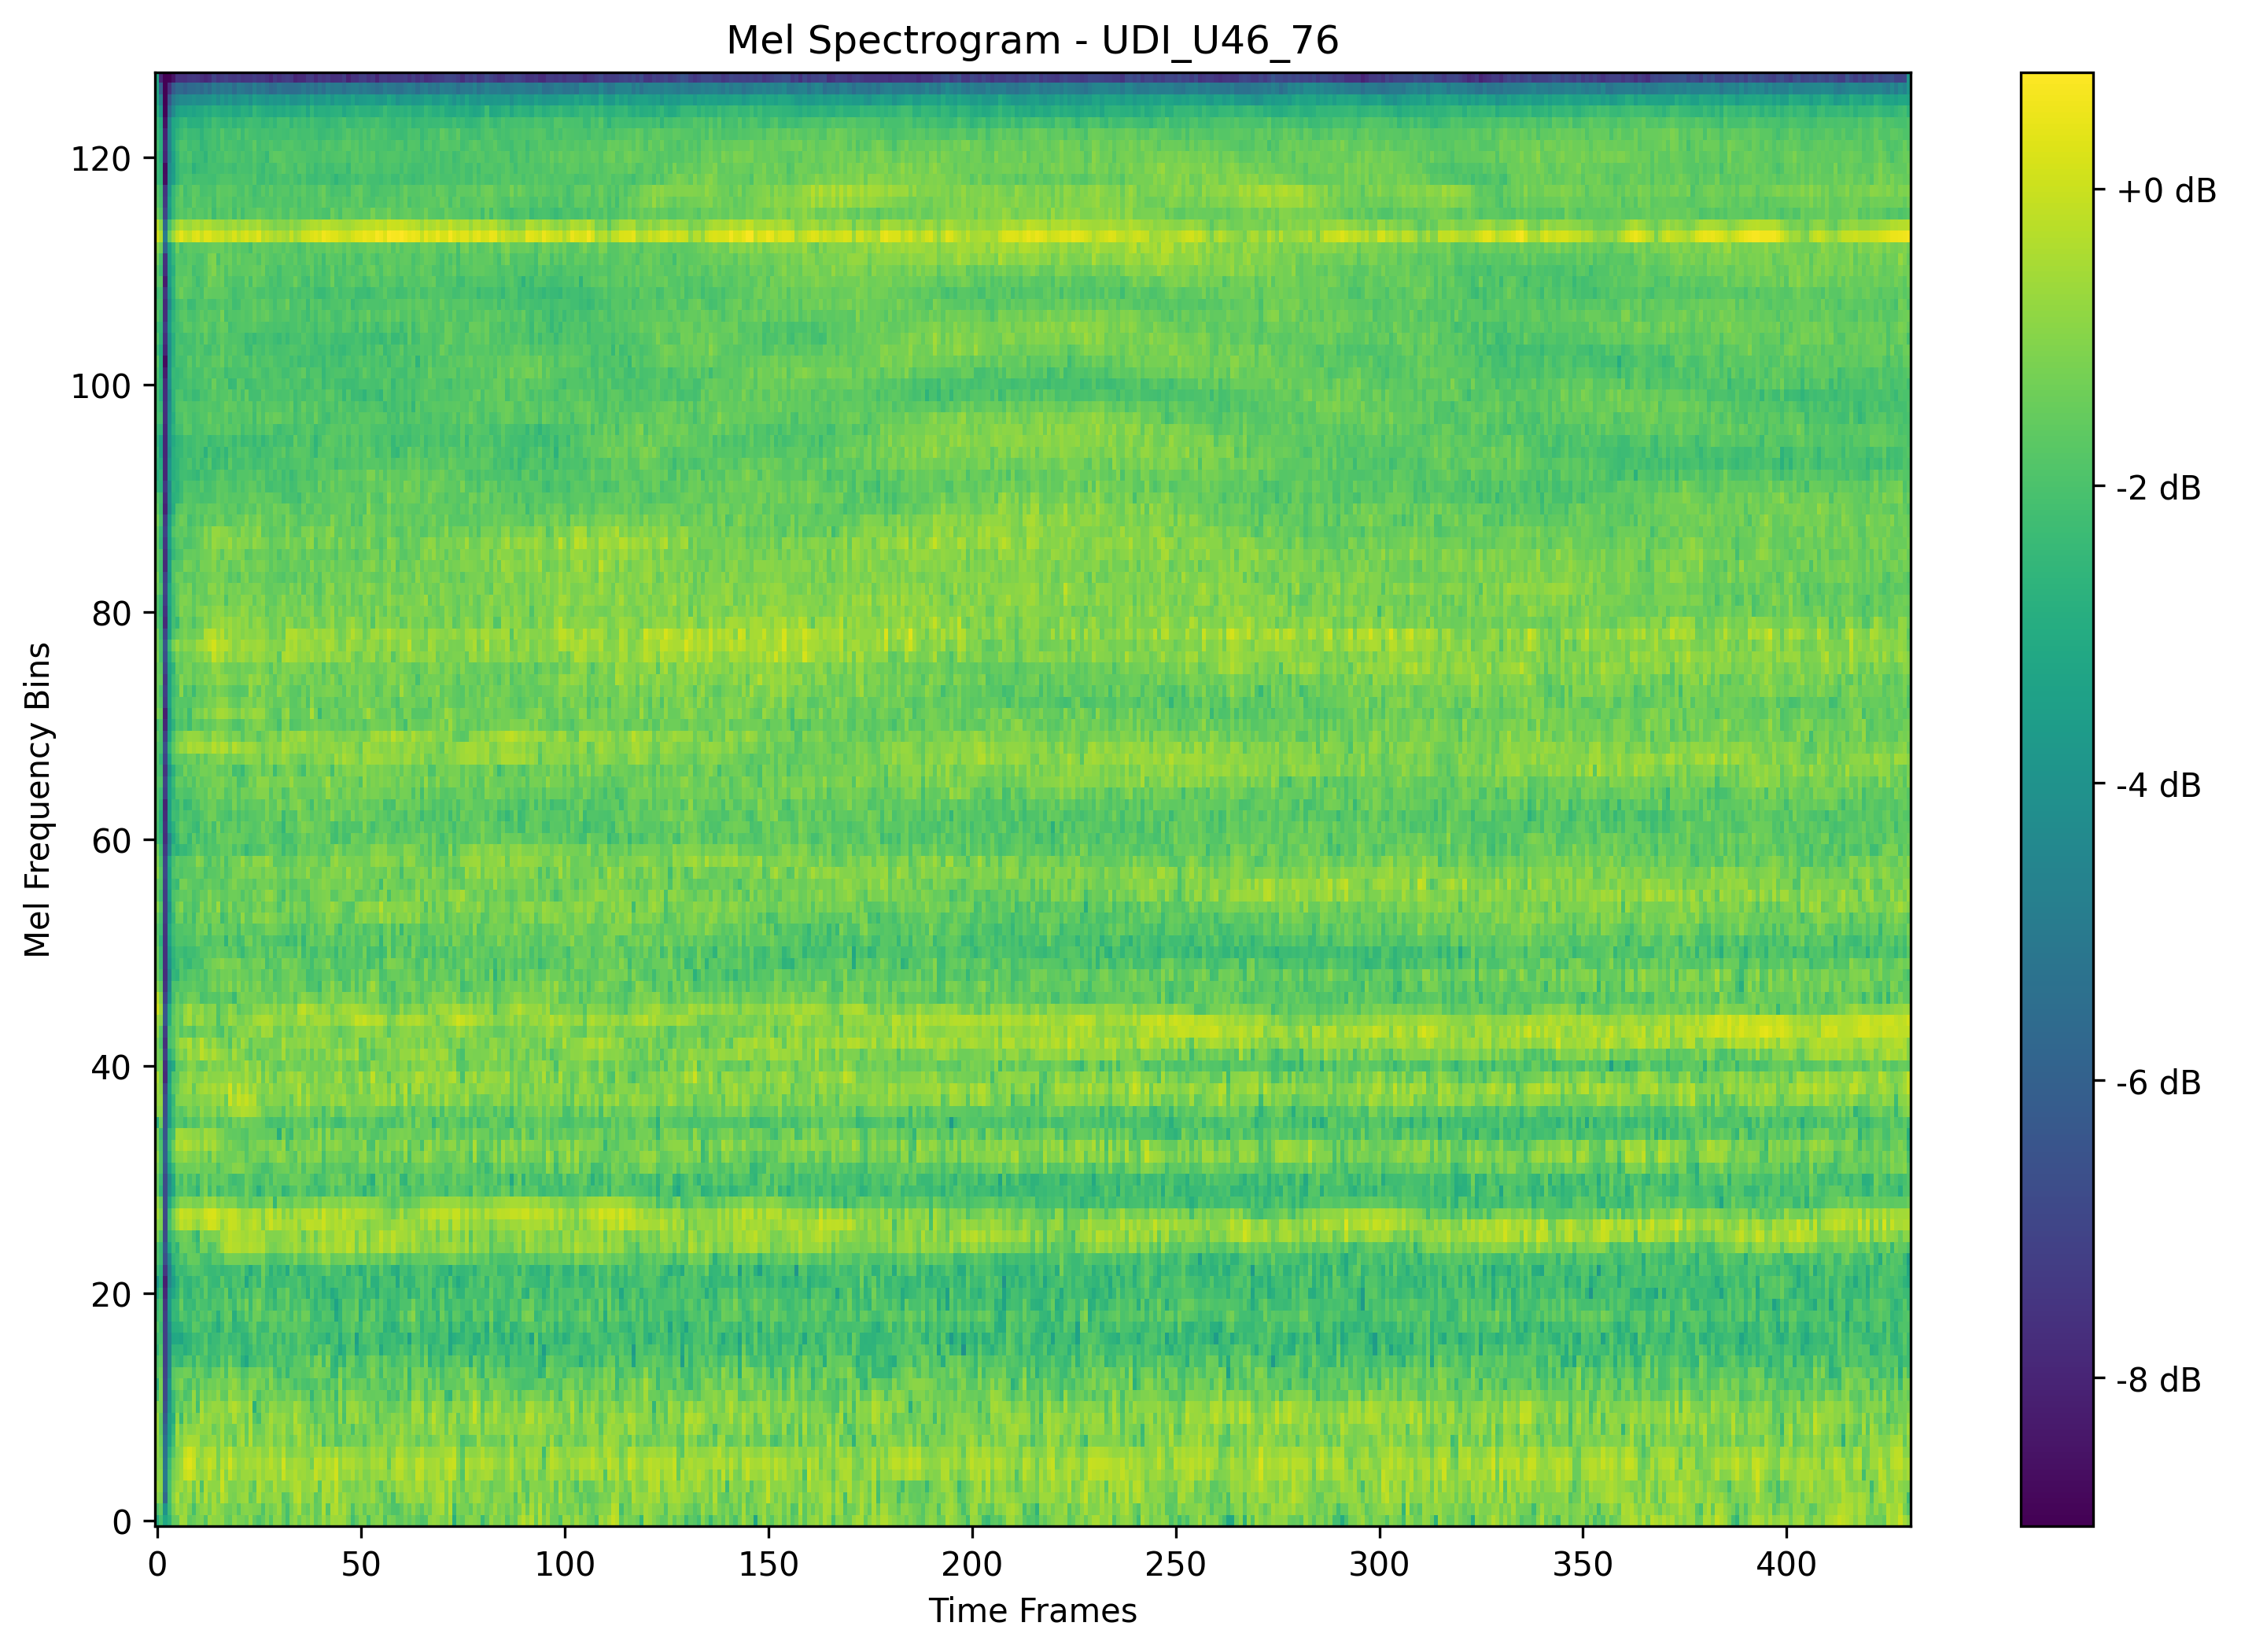 Mel Spectrogram - UDI_U46_76
Mel Frequency Bins
120
100
80
60
40
20
0
0 50 100 150 200 250 300 350 400
Time Frames
+0 dB
-2 dB
-4 dB
-6 dB
-8 dB